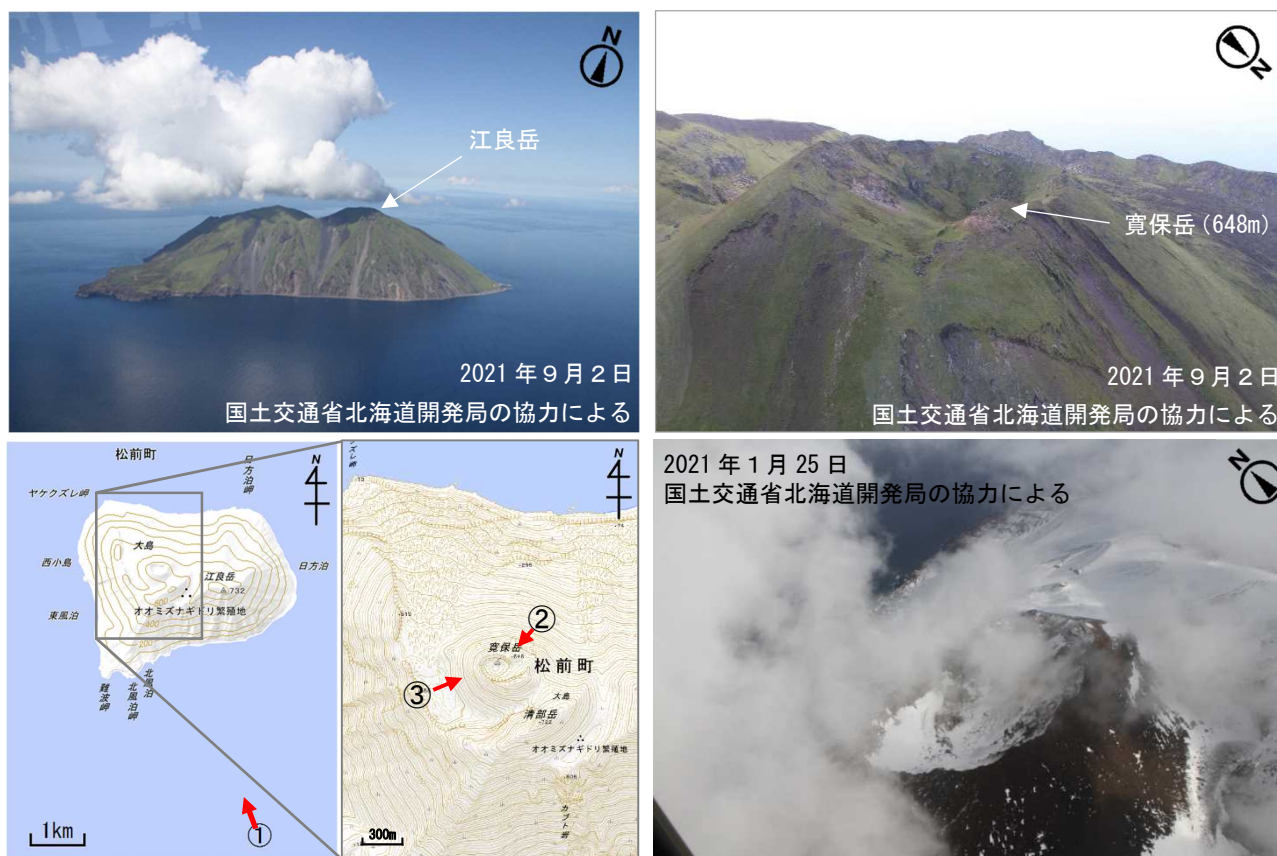 N
江良岳
2021年９月２日
国土交通省北海道開発局の協力による
N
寛保岳(648m)
2021年９月２日
国土交通省北海道開発局の協力による
松前町
ヤケクズレ岬
日方泊岬
N
大島
西小島
江良岳
732
日方泊
東風泊
オオミズナギドリ繁殖地
400
200
北風泊
北風泊岬
難波岬
1km
①
ズレ岬
N
②
寛保岳
松前町
③
大島
清部岳
オオミズナギドリ繁殖地
カブト岩
300m
2021年１月25日
国土交通省北海道開発局の協力による
N